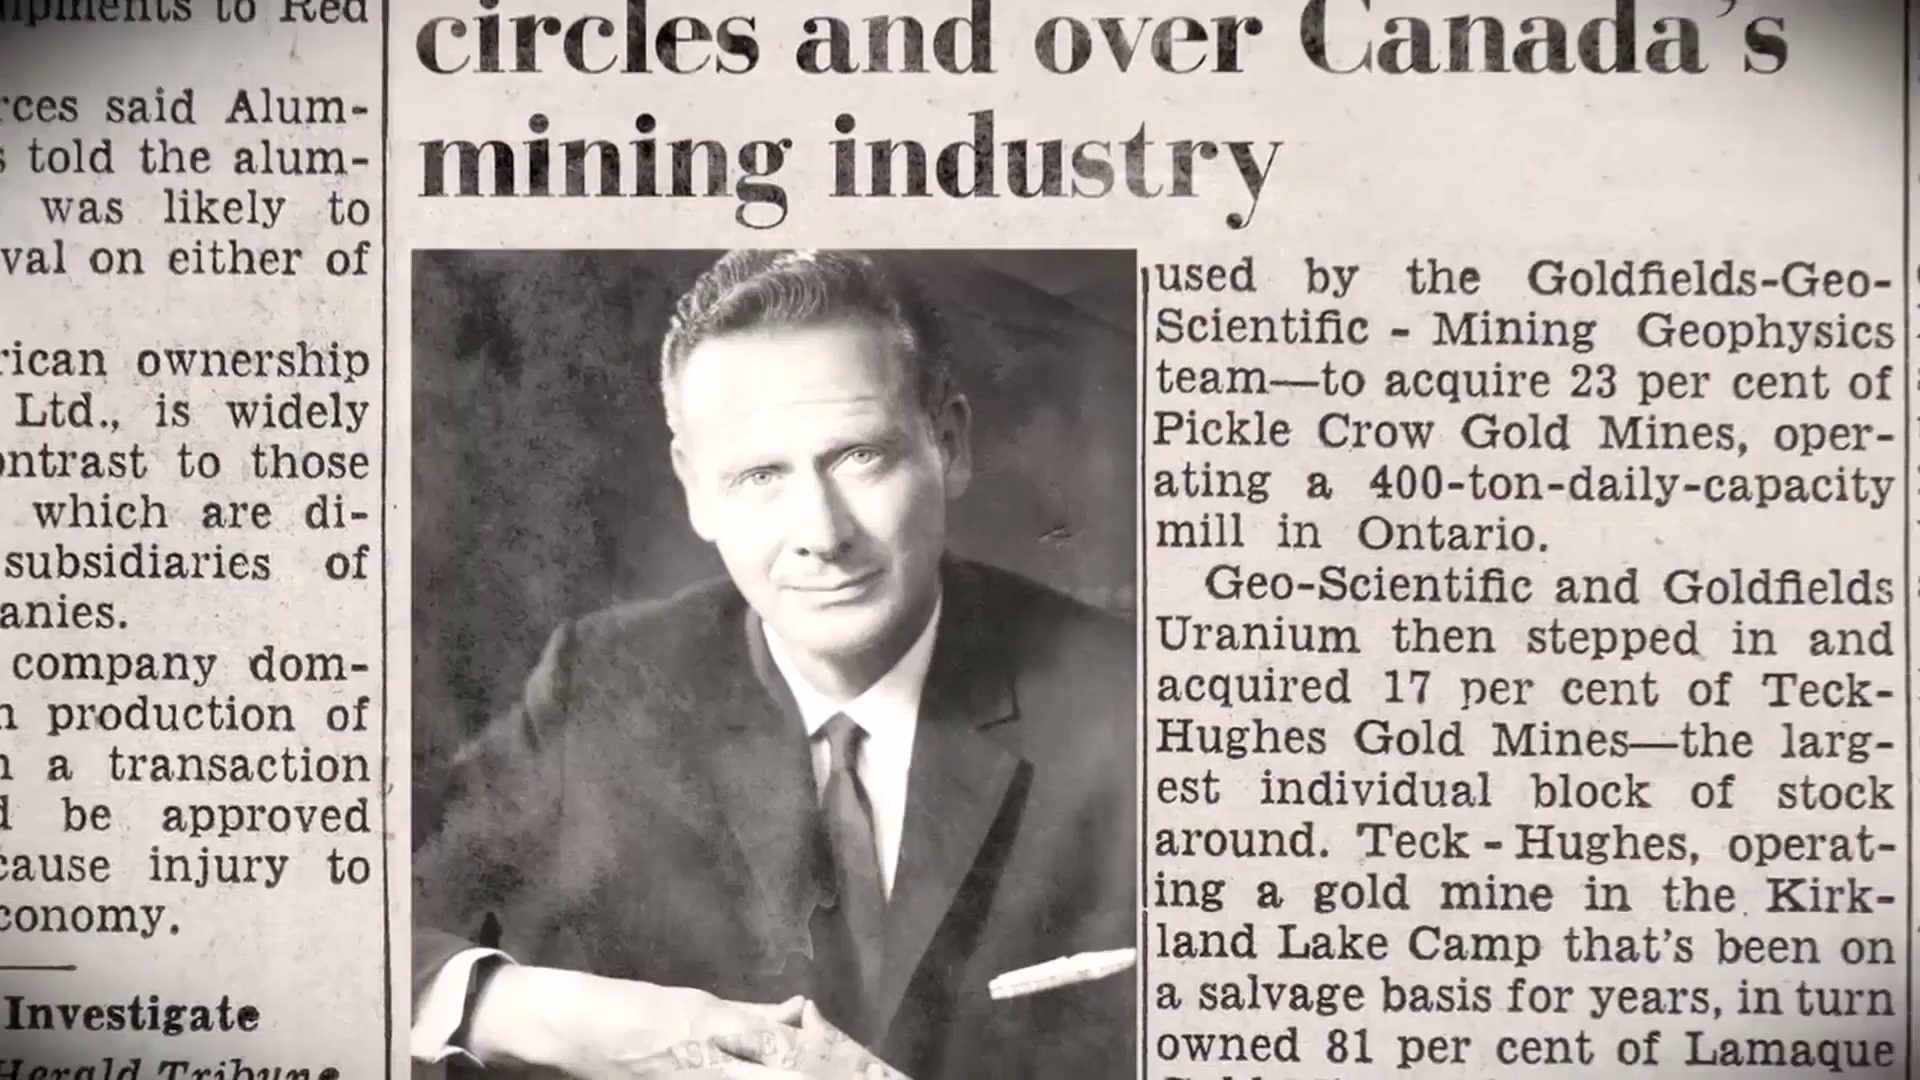 to Red
rces said Alum-
s told the alum-
was likely to
val on either of
rican ownership
Ltd., is widely
ontrast to those
which are di-
subsidiaries of
anies.
company dom-
n production of
n a transaction
d be approved
cause injury to
conomy.
Investigate
Herald Tribune
circles and over Canada's
mining industry
used by the Goldfields-Geo-
Scientific - Mining Geophysics
team—to acquire 23 per cent of
Pickle Crow Gold Mines, oper-
ating a 400-ton-daily-capacity
mill in Ontario.
Geo-Scientific and Goldfields
Uranium then stepped in and
acquired 17 per cent of Teck-
Hughes Gold Mines—the larg-
est individual block of stock
around. Teck - Hughes, operat-
ing a gold mine in the Kirk-
land Lake Camp that's been on
a salvage basis for years, in turn
owned 81 per cent of Lamaque